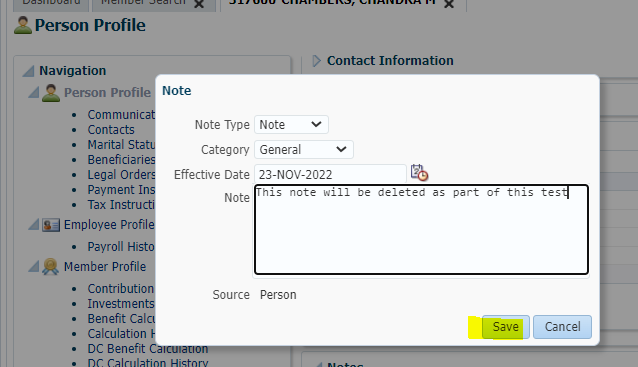 Dashboard Member Search 317600 CHAMBERS, CHANDRA M
Person Profile
Navigation
Person Profile
Communicat
Contacts
Marital Statu
Beneficiaries
Legal Orders
Payment Ins
Tax Instructi
Employee Profile
Payroll Histo
Member Profile
Contribution
Investments
Benefit Calcu
Calculation H
DC Benefit Calculation
DC Calculation History
Contact Information
Note
Note Type Note
Category General
Effective Date 23-NOV-2022
Note This note will be deleted as part of this test
Source Person
Save Cancel
Notes